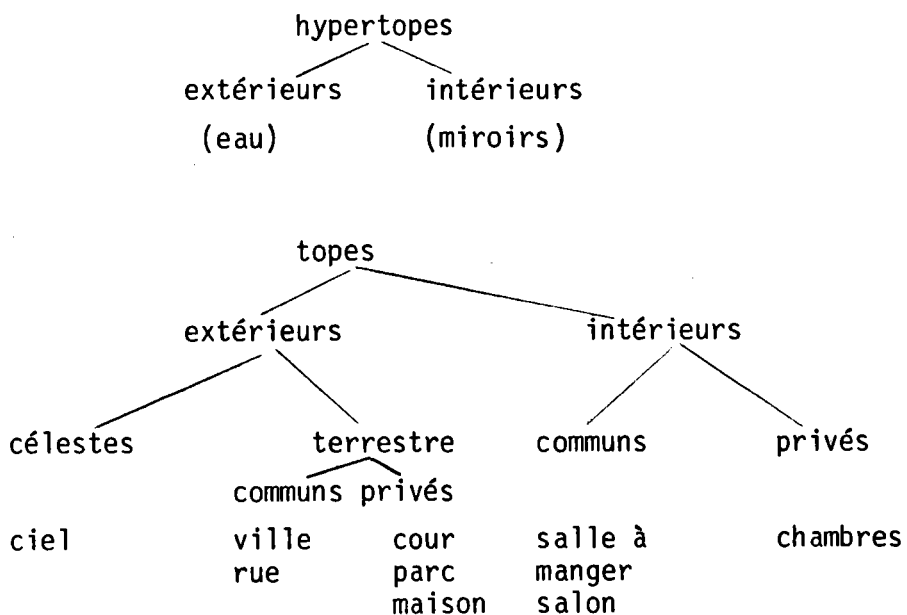 hypertopes
extérieurs intérieurs
(eau) (miroirs)
topes
extérieurs intérieurs
célestes terrestre communs privés
communs privés
ciel ville cour salle à chambres
rue parc manger
maison salon